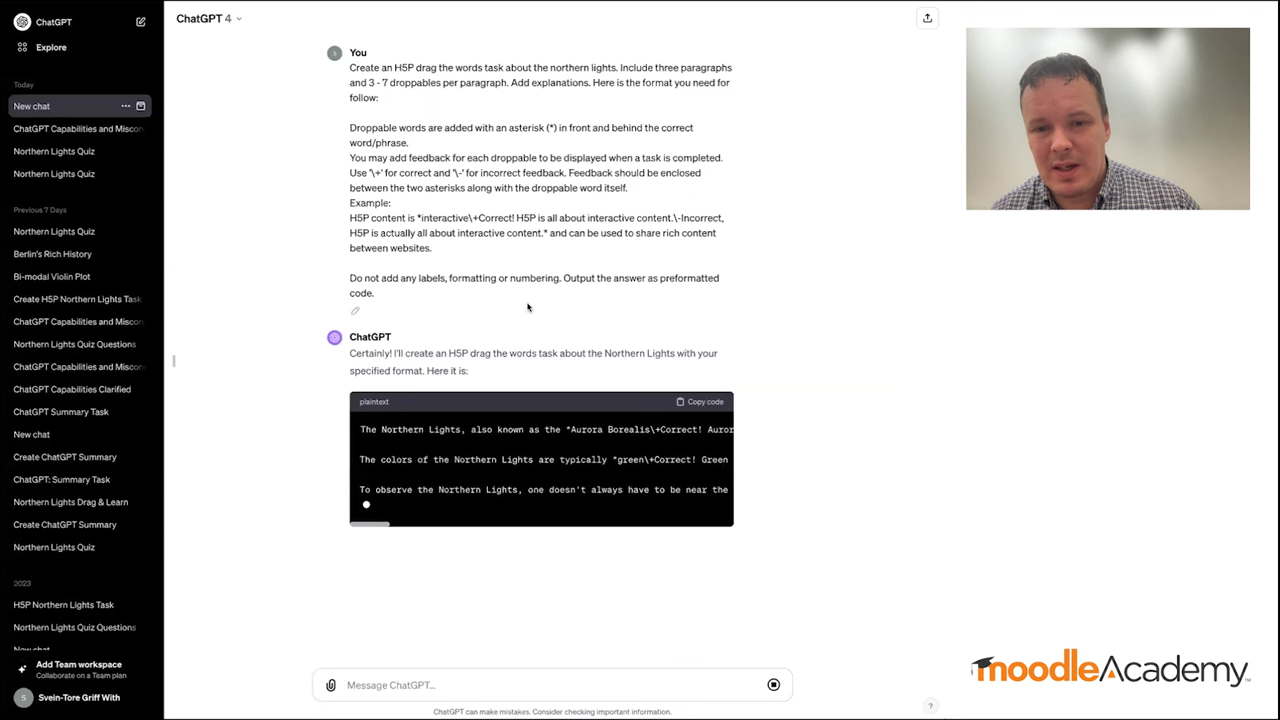 ChatGPT
Explore
Today
New chat
ChatGPT Capabilities and Miscon
Northern Lights Quiz
Northern Lights Quiz
Previous 7 Days
Northern Lights Quiz
Berlin's Rich History
Bi-modal Violin Plot
Create H5P Northern Lights Task
ChatGPT Capabilities and Miscon
Northern Lights Quiz Questions
ChatGPT Capabilities and Miscon
ChatGPT Capabilities Clarified
ChatGPT Summary Task
New chat
Create ChatGPT Summary
ChatGPT: Summary Task
Northern Lights Drag & Learn
Create ChatGPT Summary
Northern Lights Quiz
2023
H5P Northern Lights Task
Northern Lights Quiz Questions
New chat
Add Team workspace
Collaborate on a Team plan
S
Svein-Tore Griff With
ChatGPT 4
S
You
Create an H5P drag the words task about the northern lights. Include three paragraphs
and 3 - 7 droppables per paragraph. Add explanations. Here is the format you need for
follow:
Droppable words are added with an asterisk (*) in front and behind the correct
word/phrase.
You may add feedback for each droppable to be displayed when a task is completed.
Use '\+' for correct and '\-' for incorrect feedback. Feedback should be enclosed
between the two asterisks along with the droppable word itself.
Example:
H5P content is *interactive\+Correct! H5P is all about interactive content.\-Incorrect,
H5P is actually all about interactive content.* and can be used to share rich content
between websites.
Do not add any labels, formatting or numbering. Output the answer as preformatted
code.
ChatGPT
Certainly! I'll create an H5P drag the words task about the Northern Lights with your
specified format. Here it is:
plaintext
Copy code
The Northern Lights, also known as the *Aurora Borealis\+Correct! Auror
The colors of the Northern Lights are typically *green\+Correct! Green
To observe the Northern Lights, one doesn't always have to be near the
Message ChatGPT...
ChatGPT can make mistakes. Consider checking important information.
?
moodleAcademy